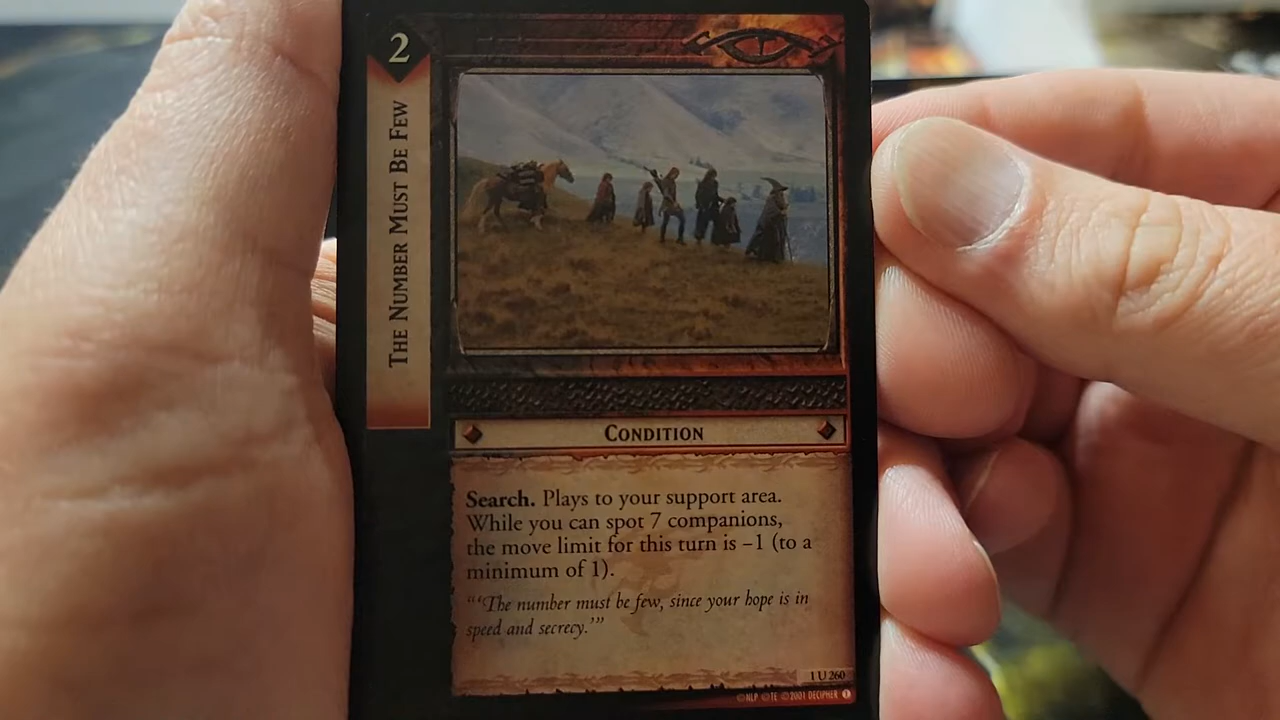 2
THE NUMBER MUST BE FEW
CONDITION
Search. Plays to your support area.
While you can spot 7 companions,
the move limit for this turn is –1 (to a
minimum of 1).
"'The number must be few, since your hope is in
speed and secrecy.'"
1 U 260
©NLP ©TE ©2001 DECIPHER